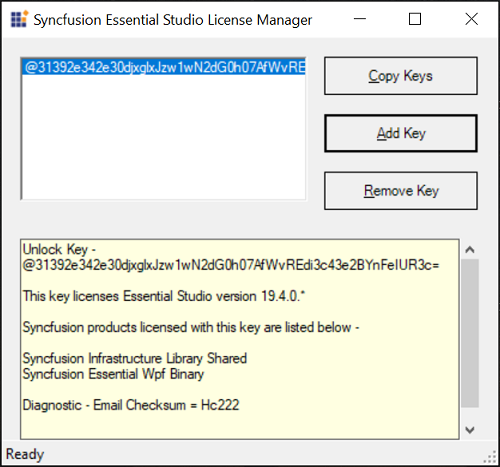 Syncfusion Essential Studio License Manager
@31392e342e30djxglxJzw1wN2dG0h07AfWvRE
Copy Keys
Add Key
Remove Key
Unlock Key -
@31392e342e30djxglxJzw1wN2dG0h07AfWvREdi3c43e2BYnFeIUR3c=
This key licenses Essential Studio version 19.4.0.*
Syncfusion products licensed with this key are listed below -
Syncfusion Infrastructure Library Shared
Syncfusion Essential Wpf Binary
Diagnostic - Email Checksum = Hc222
Ready